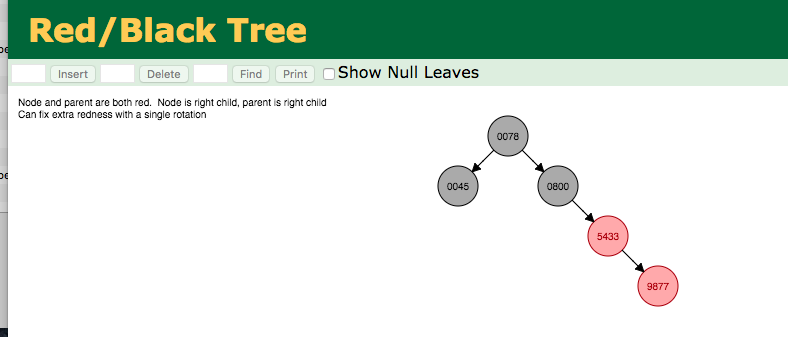 Red/Black Tree
Insert Delete Find Print Show Null Leaves
Node and parent are both red. Node is right child, parent is right child
Can fix extra redness with a single rotation
0078
0045 0800
5433
9877